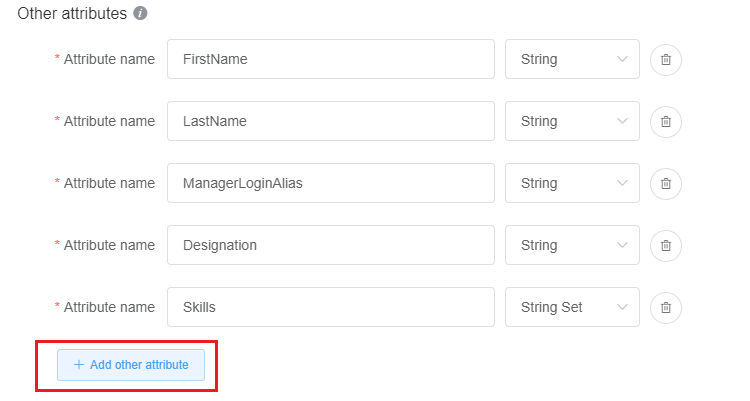 Other attributes i
* Attribute name FirstName String
* Attribute name LastName String
* Attribute name ManagerLoginAlias String
* Attribute name Designation String
* Attribute name Skills String Set
+ Add other attribute